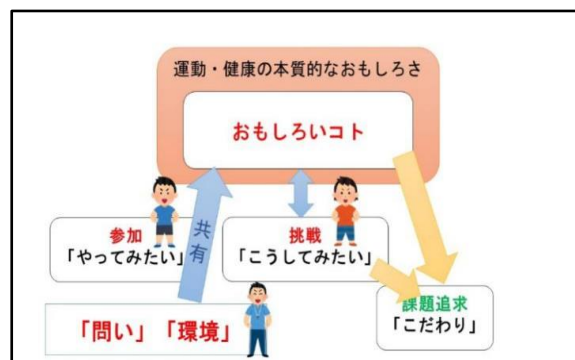 運動・健康の本質的なおもしろさ
おもしろいコト
参加
「やってみたい」
共有
挑戦
「こうしてみたい」
「問い」「環境」
課題追求
「こだわり」